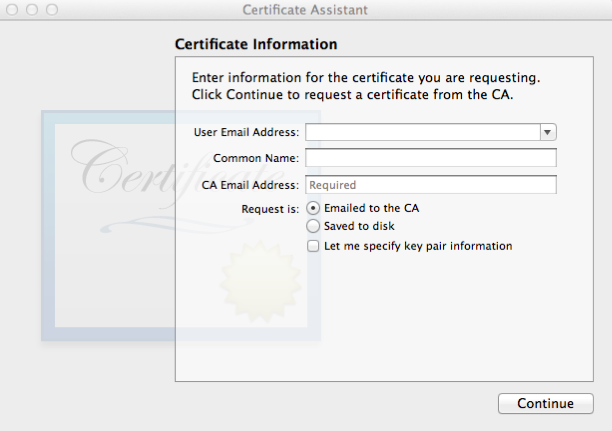 Certificate Assistant
Certificate Information
Enter information for the certificate you are requesting.
Click Continue to request a certificate from the CA.
Certificate
User Email Address:
Common Name:
CA Email Address: Required
Request is: Emailed to the CA
Saved to disk
Let me specify key pair information
Continue